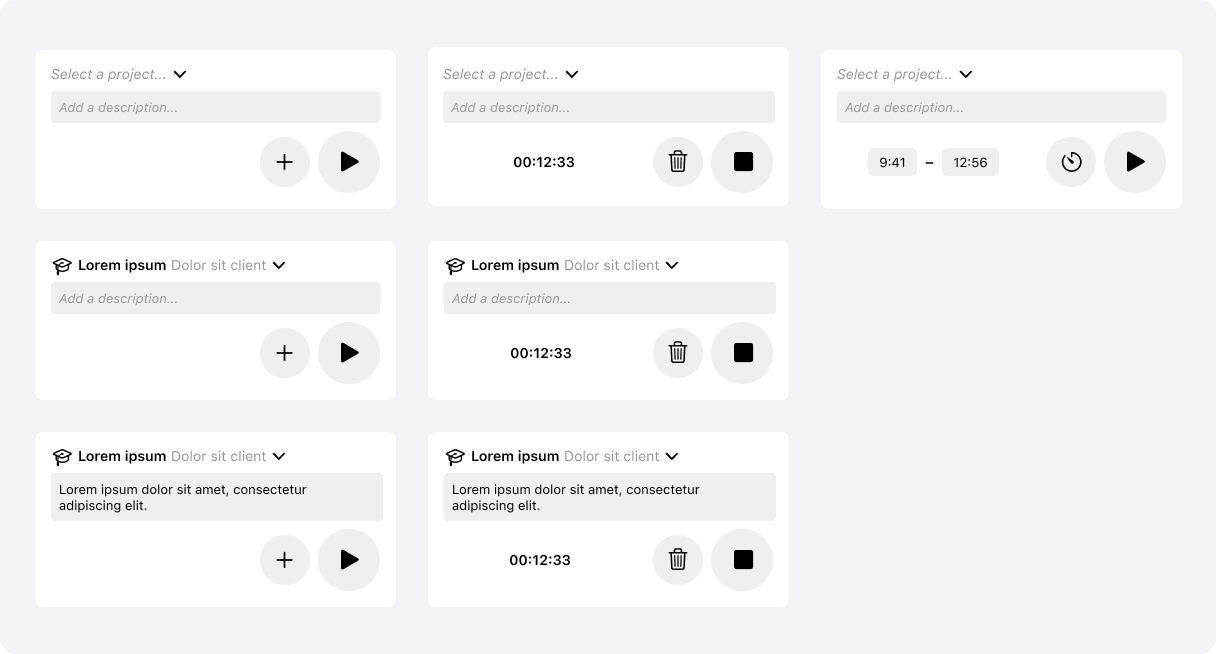 Select a project...
Add a description...
Select a project...
Add a description...
00:12:33
Select a project...
Add a description...
9:41 – 12:56
Lorem ipsum Dolor sit client
Add a description...
Lorem ipsum Dolor sit client
Add a description...
00:12:33
Lorem ipsum Dolor sit client
Lorem ipsum dolor sit amet, consectetur
adipiscing elit.
Lorem ipsum Dolor sit client
Lorem ipsum dolor sit amet, consectetur
adipiscing elit.
00:12:33